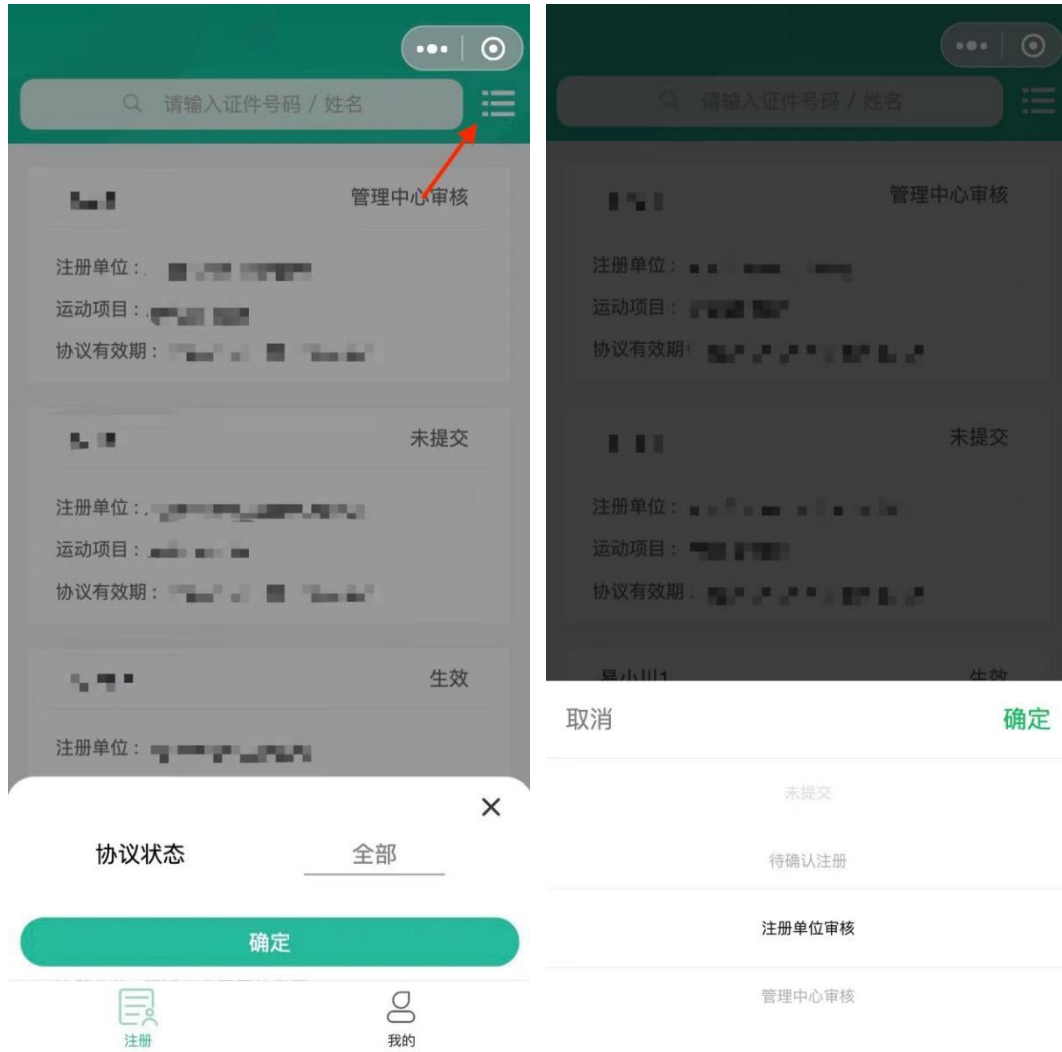 请输入证件号码 / 姓名
管理中心审核
注册单位：
运动项目：
协议有效期：
未提交
注册单位：
运动项目：
协议有效期：
生效
注册单位：
协议状态 全部
确定
注册 我的
请输入证件号码 / 姓名
管理中心审核
注册单位：
运动项目：
协议有效期
未提交
注册单位：
运动项目：
协议有效期
易小川1 生效
取消 确定
未提交
待确认注册
注册单位审核
管理中心审核